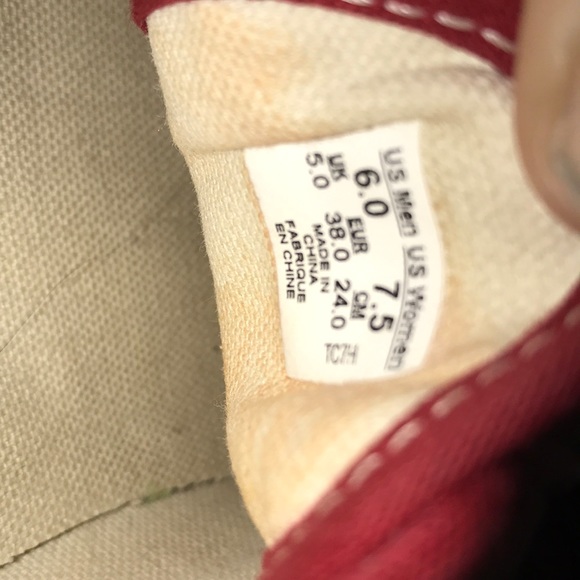 US Men US Women
6.0 7.5
UK EUR CM
5.0 38.0 24.0
MADE IN
CHINA
FABRIQUE
EN CHINE
TC7H